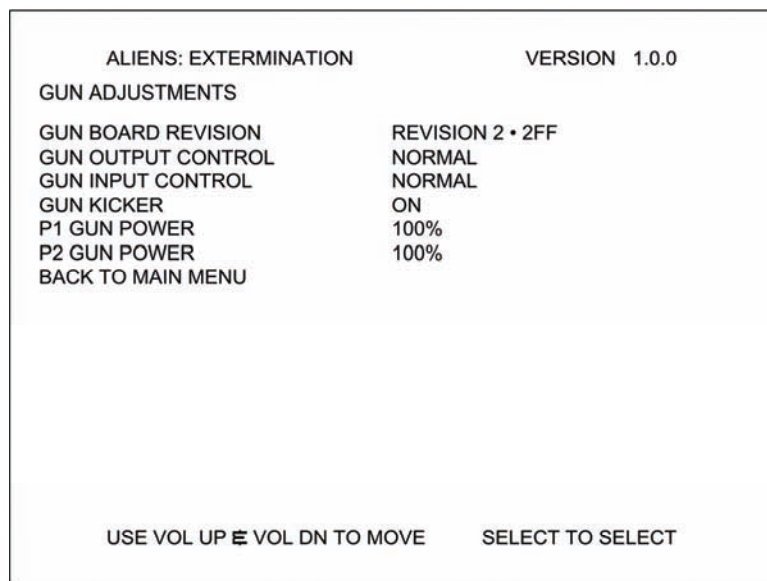 ALIENS: EXTERMINATION VERSION 1.0.0
GUN ADJUSTMENTS
GUN BOARD REVISION REVISION 2 • 2FF
GUN OUTPUT CONTROL NORMAL
GUN INPUT CONTROL NORMAL
GUN KICKER ON
P1 GUN POWER 100%
P2 GUN POWER 100%
BACK TO MAIN MENU
USE VOL UP & VOL DN TO MOVE SELECT TO SELECT